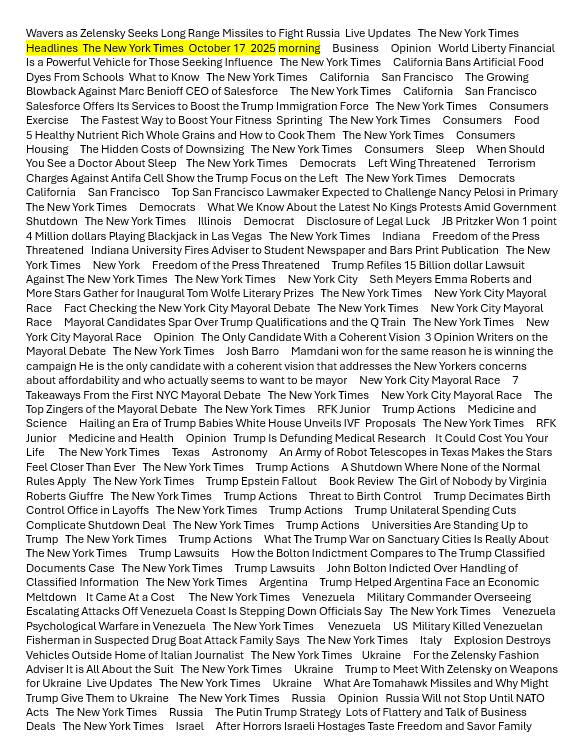 Wavers as Zelensky Seeks Long Range Missiles to Fight Russia Live Updates The New York Times
Headlines The New York Times October 17 2025 morning Business Opinion World Liberty Financial
Is a Powerful Vehicle for Those Seeking Influence The New York Times California Bans Artificial Food
Dyes From Schools What to Know The New York Times California San Francisco The Growing
Blowback Against Marc Benioff CEO of Salesforce The New York Times California San Francisco
Salesforce Offers Its Services to Boost the Trump Immigration Force The New York Times Consumers
Exercise The Fastest Way to Boost Your Fitness Sprinting The New York Times Consumers Food
5 Healthy Nutrient Rich Whole Grains and How to Cook Them The New York Times Consumers
Housing The Hidden Costs of Downsizing The New York Times Consumers Sleep When Should
You See a Doctor About Sleep The New York Times Democrats Left Wing Threatened Terrorism
Charges Against Antifa Cell Show the Trump Focus on the Left The New York Times Democrats
California San Francisco Top San Francisco Lawmaker Expected to Challenge Nancy Pelosi in Primary
The New York Times Democrats What We Know About the Latest No Kings Protests Amid Government
Shutdown The New York Times Illinois Democrat Disclosure of Legal Luck JB Pritzker Won 1 point
4 Million dollars Playing Blackjack in Las Vegas The New York Times Indiana Freedom of the Press
Threatened Indiana University Fires Adviser to Student Newspaper and Bars Print Publication The New
York Times New York Freedom of the Press Threatened Trump Refiles 15 Billion dollar Lawsuit
Against The New York Times The New York Times New York City Seth Meyers Emma Roberts and
More Stars Gather for Inaugural Tom Wolfe Literary Prizes The New York Times New York City Mayoral
Race Fact Checking the New York City Mayoral Debate The New York Times New York City Mayoral
Race Mayoral Candidates Spar Over Trump Qualifications and the Q Train The New York Times New
York City Mayoral Race Opinion The Only Candidate With a Coherent Vision 3 Opinion Writers on the
Mayoral Debate The New York Times Josh Barro Mamdani won for the same reason he is winning the
campaign He is the only candidate with a coherent vision that addresses the New Yorkers concerns
about affordability and who actually seems to want to be mayor New York City Mayoral Race 7
Takeaways From the First NYC Mayoral Debate The New York Times New York City Mayoral Race The
Top Zingers of the Mayoral Debate The New York Times RFK Junior Trump Actions Medicine and
Science Hailing an Era of Trump Babies White House Unveils IVF Proposals The New York Times RFK
Junior Medicine and Health Opinion Trump Is Defunding Medical Research It Could Cost You Your
Life The New York Times Texas Astronomy An Army of Robot Telescopes in Texas Makes the Stars
Feel Closer Than Ever The New York Times Trump Actions A Shutdown Where None of the Normal
Rules Apply The New York Times Trump Epstein Fallout Book Review The Girl of Nobody by Virginia
Roberts Giuffre The New York Times Trump Actions Threat to Birth Control Trump Decimates Birth
Control Office in Layoffs The New York Times Trump Actions Trump Unilateral Spending Cuts
Complicate Shutdown Deal The New York Times Trump Actions Universities Are Standing Up to
Trump The New York Times Trump Actions What The Trump War on Sanctuary Cities Is Really About
The New York Times Trump Lawsuits How the Bolton Indictment Compares to The Trump Classified
Documents Case The New York Times Trump Lawsuits John Bolton Indicted Over Handling of
Classified Information The New York Times Argentina Trump Helped Argentina Face an Economic
Meltdown It Came At a Cost The New York Times Venezuela Military Commander Overseeing
Escalating Attacks Off Venezuela Coast Is Stepping Down Officials Say The New York Times Venezuela
Psychological Warfare in Venezuela The New York Times Venezuela US Military Killed Venezuelan
Fisherman in Suspected Drug Boat Attack Family Says The New York Times Italy Explosion Destroys
Vehicles Outside Home of Italian Journalist The New York Times Ukraine For the Zelensky Fashion
Adviser It is All About the Suit The New York Times Ukraine Trump to Meet With Zelensky on Weapons
for Ukraine Live Updates The New York Times Ukraine What Are Tomahawk Missiles and Why Might
Trump Give Them to Ukraine The New York Times Russia Opinion Russia Will not Stop Until NATO
Acts The New York Times Russia The Putin Trump Strategy Lots of Flattery and Talk of Business
Deals The New York Times Israel After Horrors Israeli Hostages Taste Freedom and Savor Family